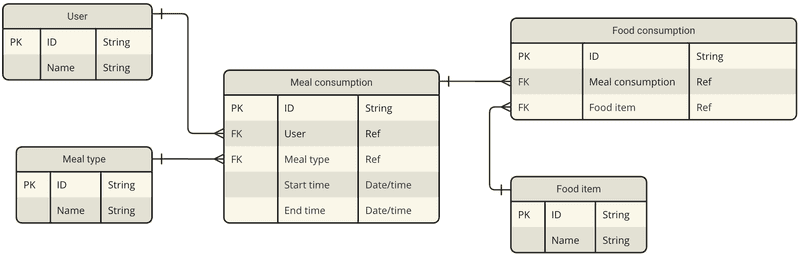 User
PK ID String
Name String
Meal type
PK ID String
Name String
Meal consumption
PK ID String
FK User Ref
FK Meal type Ref
Start time Date/time
End time Date/time
Food consumption
PK ID String
FK Meal consumption Ref
FK Food item Ref
Food item
PK ID String
Name String